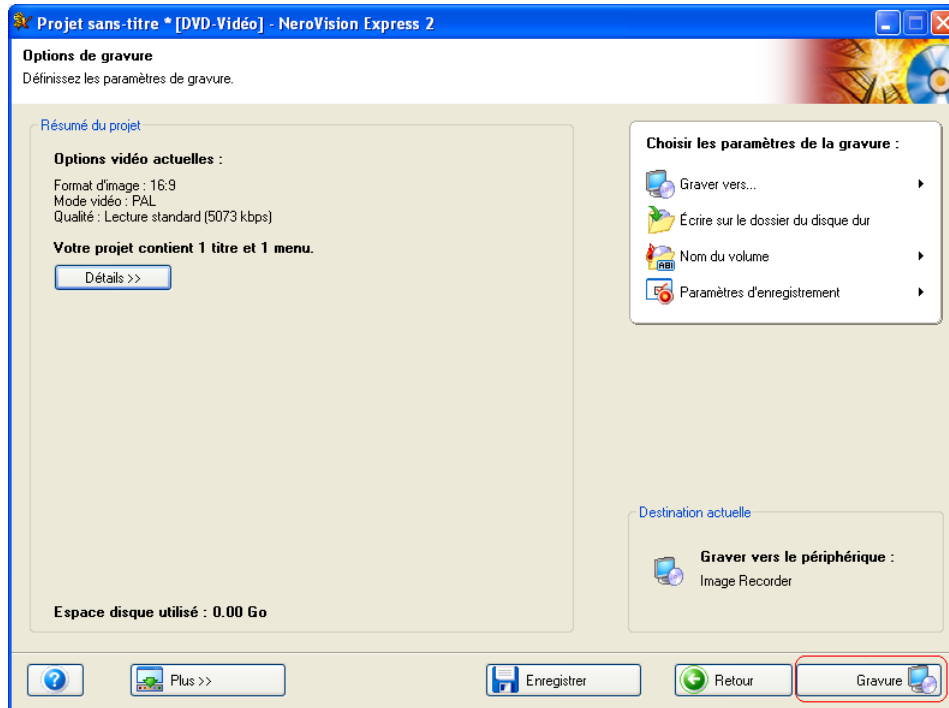 Projet sans-titre * [DVD-Vidéo] - NeroVision Express 2
Options de gravure
Définissez les paramètres de gravure.
Résumé du projet
Options vidéo actuelles :
Format d'image : 16:9
Mode vidéo : PAL
Qualité : Lecture standard (5073 kbps)
Votre projet contient 1 titre et 1 menu.
Détails >>
Espace disque utilisé : 0.00 Go
Choisir les paramètres de la gravure :
Graver vers...
Écrire sur le dossier du disque dur
ABI
Nom du volume
Paramètres d'enregistrement
Destination actuelle
Graver vers le périphérique :
Image Recorder
?
Plus >>
Enregistrer
Retour
Gravure